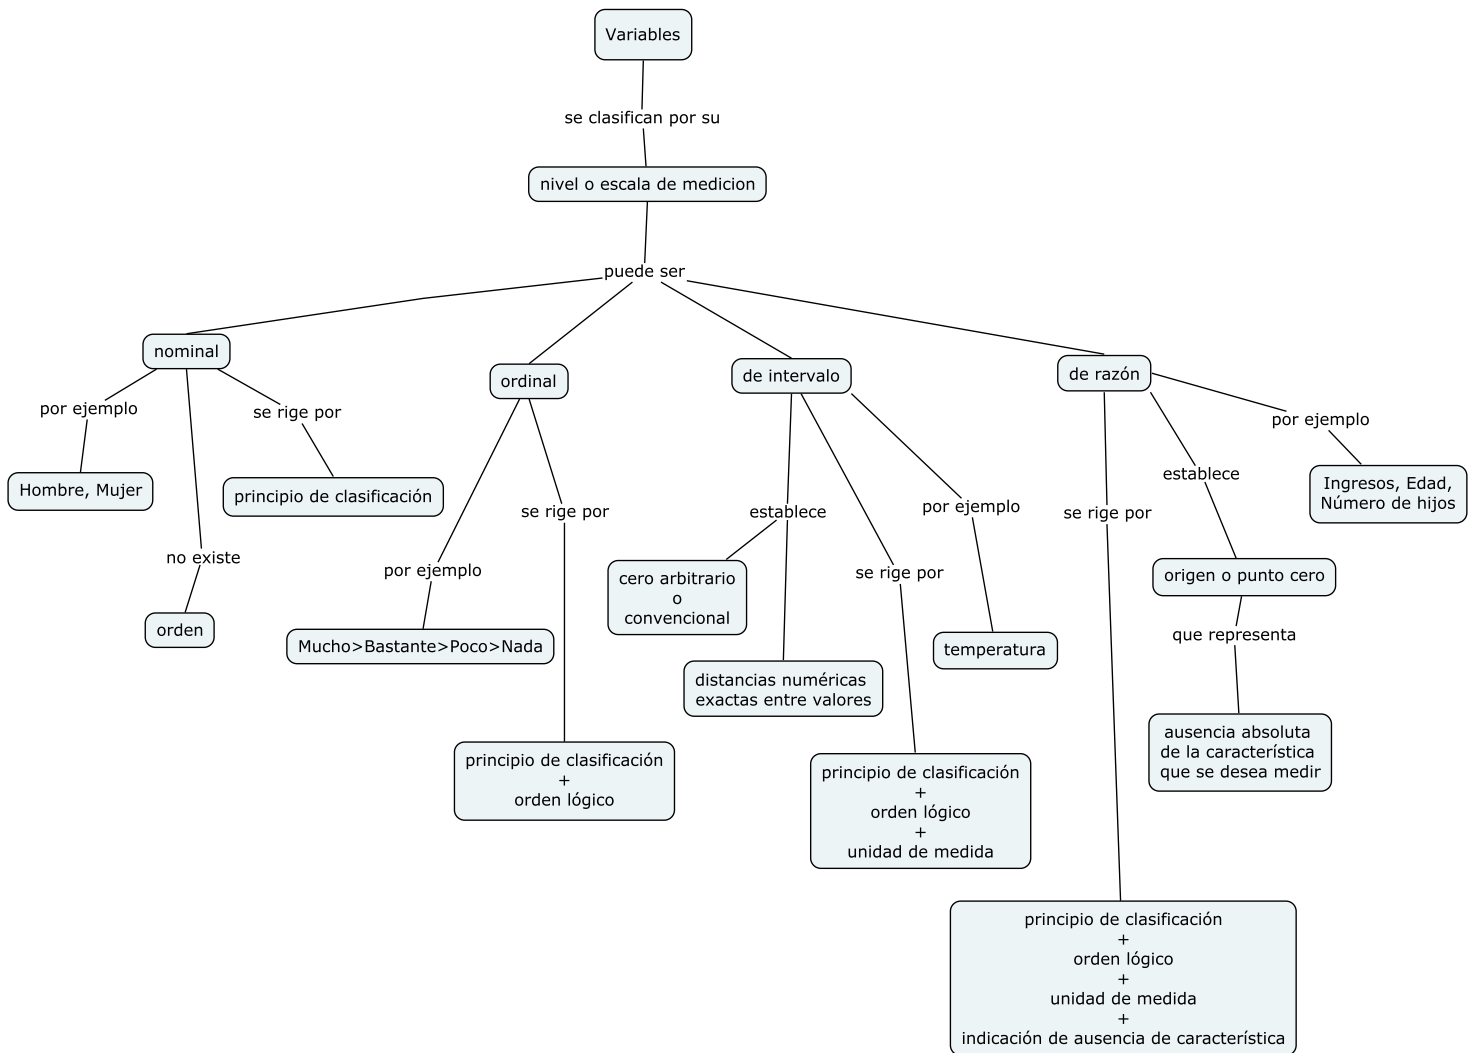 Variables
se clasifican por su
nivel o escala de medicion
puede ser
nominal
por ejemplo
Hombre, Mujer
no existe
orden
se rige por
principio de clasificación
ordinal
por ejemplo
Mucho>Bastante>Poco>Nada
se rige por
principio de clasificación
+
orden lógico
de intervalo
establece
cero arbitrario
o
convencional
distancias numéricas
exactas entre valores
se rige por
principio de clasificación
+
orden lógico
+
unidad de medida
por ejemplo
temperatura
de razón
se rige por
principio de clasificación
+
orden lógico
+
unidad de medida
+
indicación de ausencia de característica
establece
origen o punto cero
que representa
ausencia absoluta
de la característica
que se desea medir
por ejemplo
Ingresos, Edad,
Número de hijos